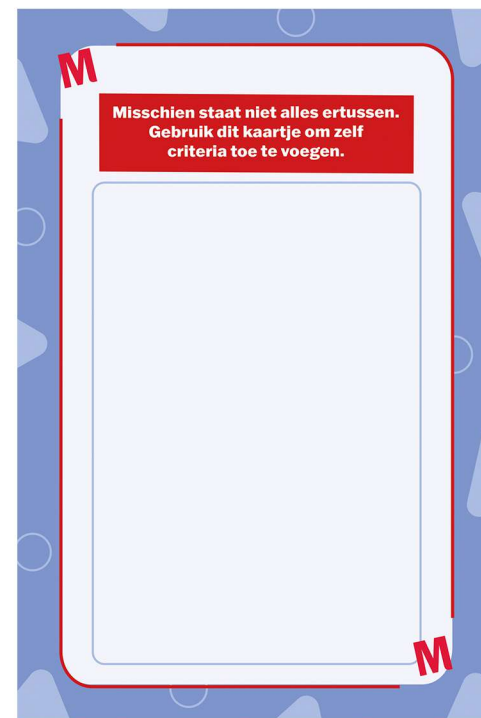 M
Misschien staat niet alles ertussen.
Gebruik dit kaartje om zelf
criteria toe te voegen.
M